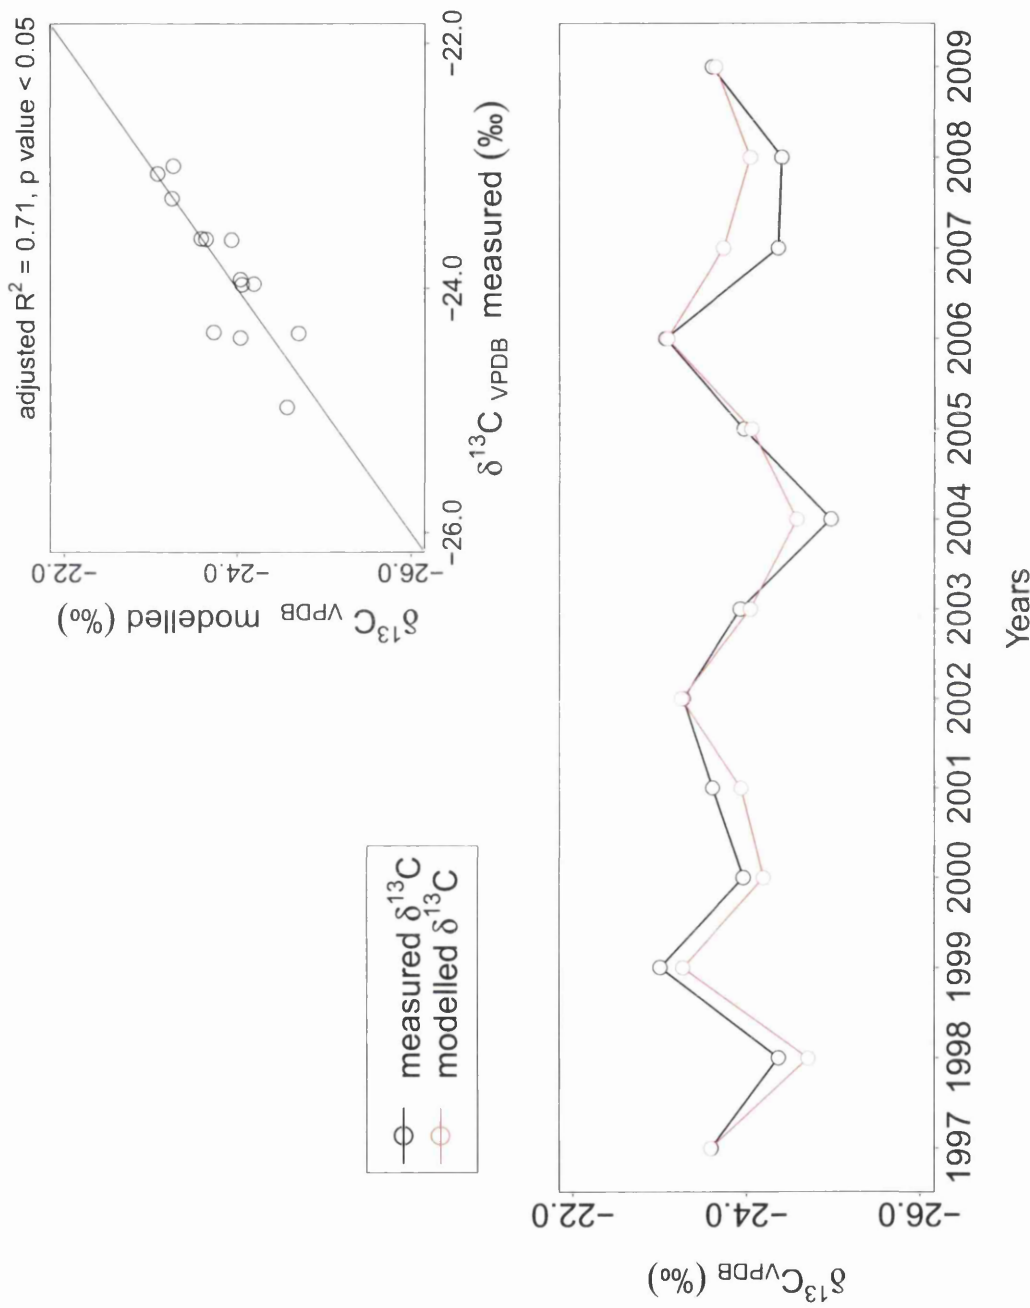 adjusted R² = 0.71, p value < 0.05
δ¹³C VPDB modelled (‰)
−22.0
−24.0
−26.0
−26.0 −24.0 −22.0
δ¹³C VPDB measured (‰)
measured δ¹³C
modelled δ¹³C
δ¹³C VPDB (‰)
−22.0
−24.0
−26.0
1997 1998 1999 2000 2001 2002 2003 2004 2005 2006 2007 2008 2009
Years